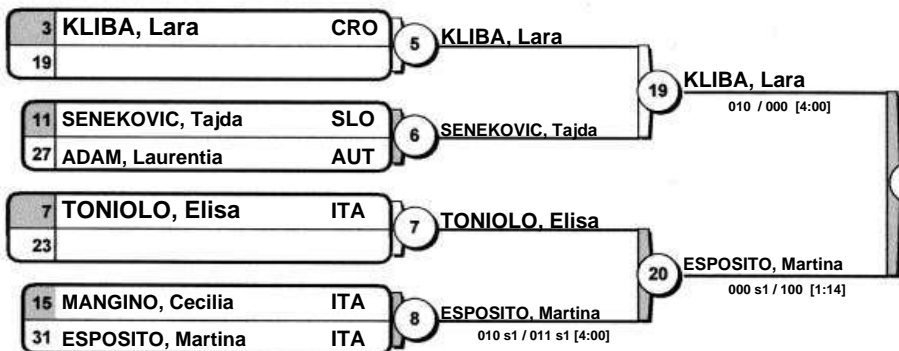 3 KLIBA, Lara CRO
19
5 KLIBA, Lara
11 SENEKOVIC, Tajda SLO
27 ADAM, Laurentia AUT
6 SENEKOVIC, Tajda
19 KLIBA, Lara
010 / 000 [4:00]
7 TONIOLO, Elisa ITA
23
7 TONIOLO, Elisa
15 MANGINO, Cecilia ITA
31 ESPOSITO, Martina ITA
8 ESPOSITO, Martina
010 s1 / 011 s1 [4:00]
20 ESPOSITO, Martina
000 s1 / 100 [1:14]